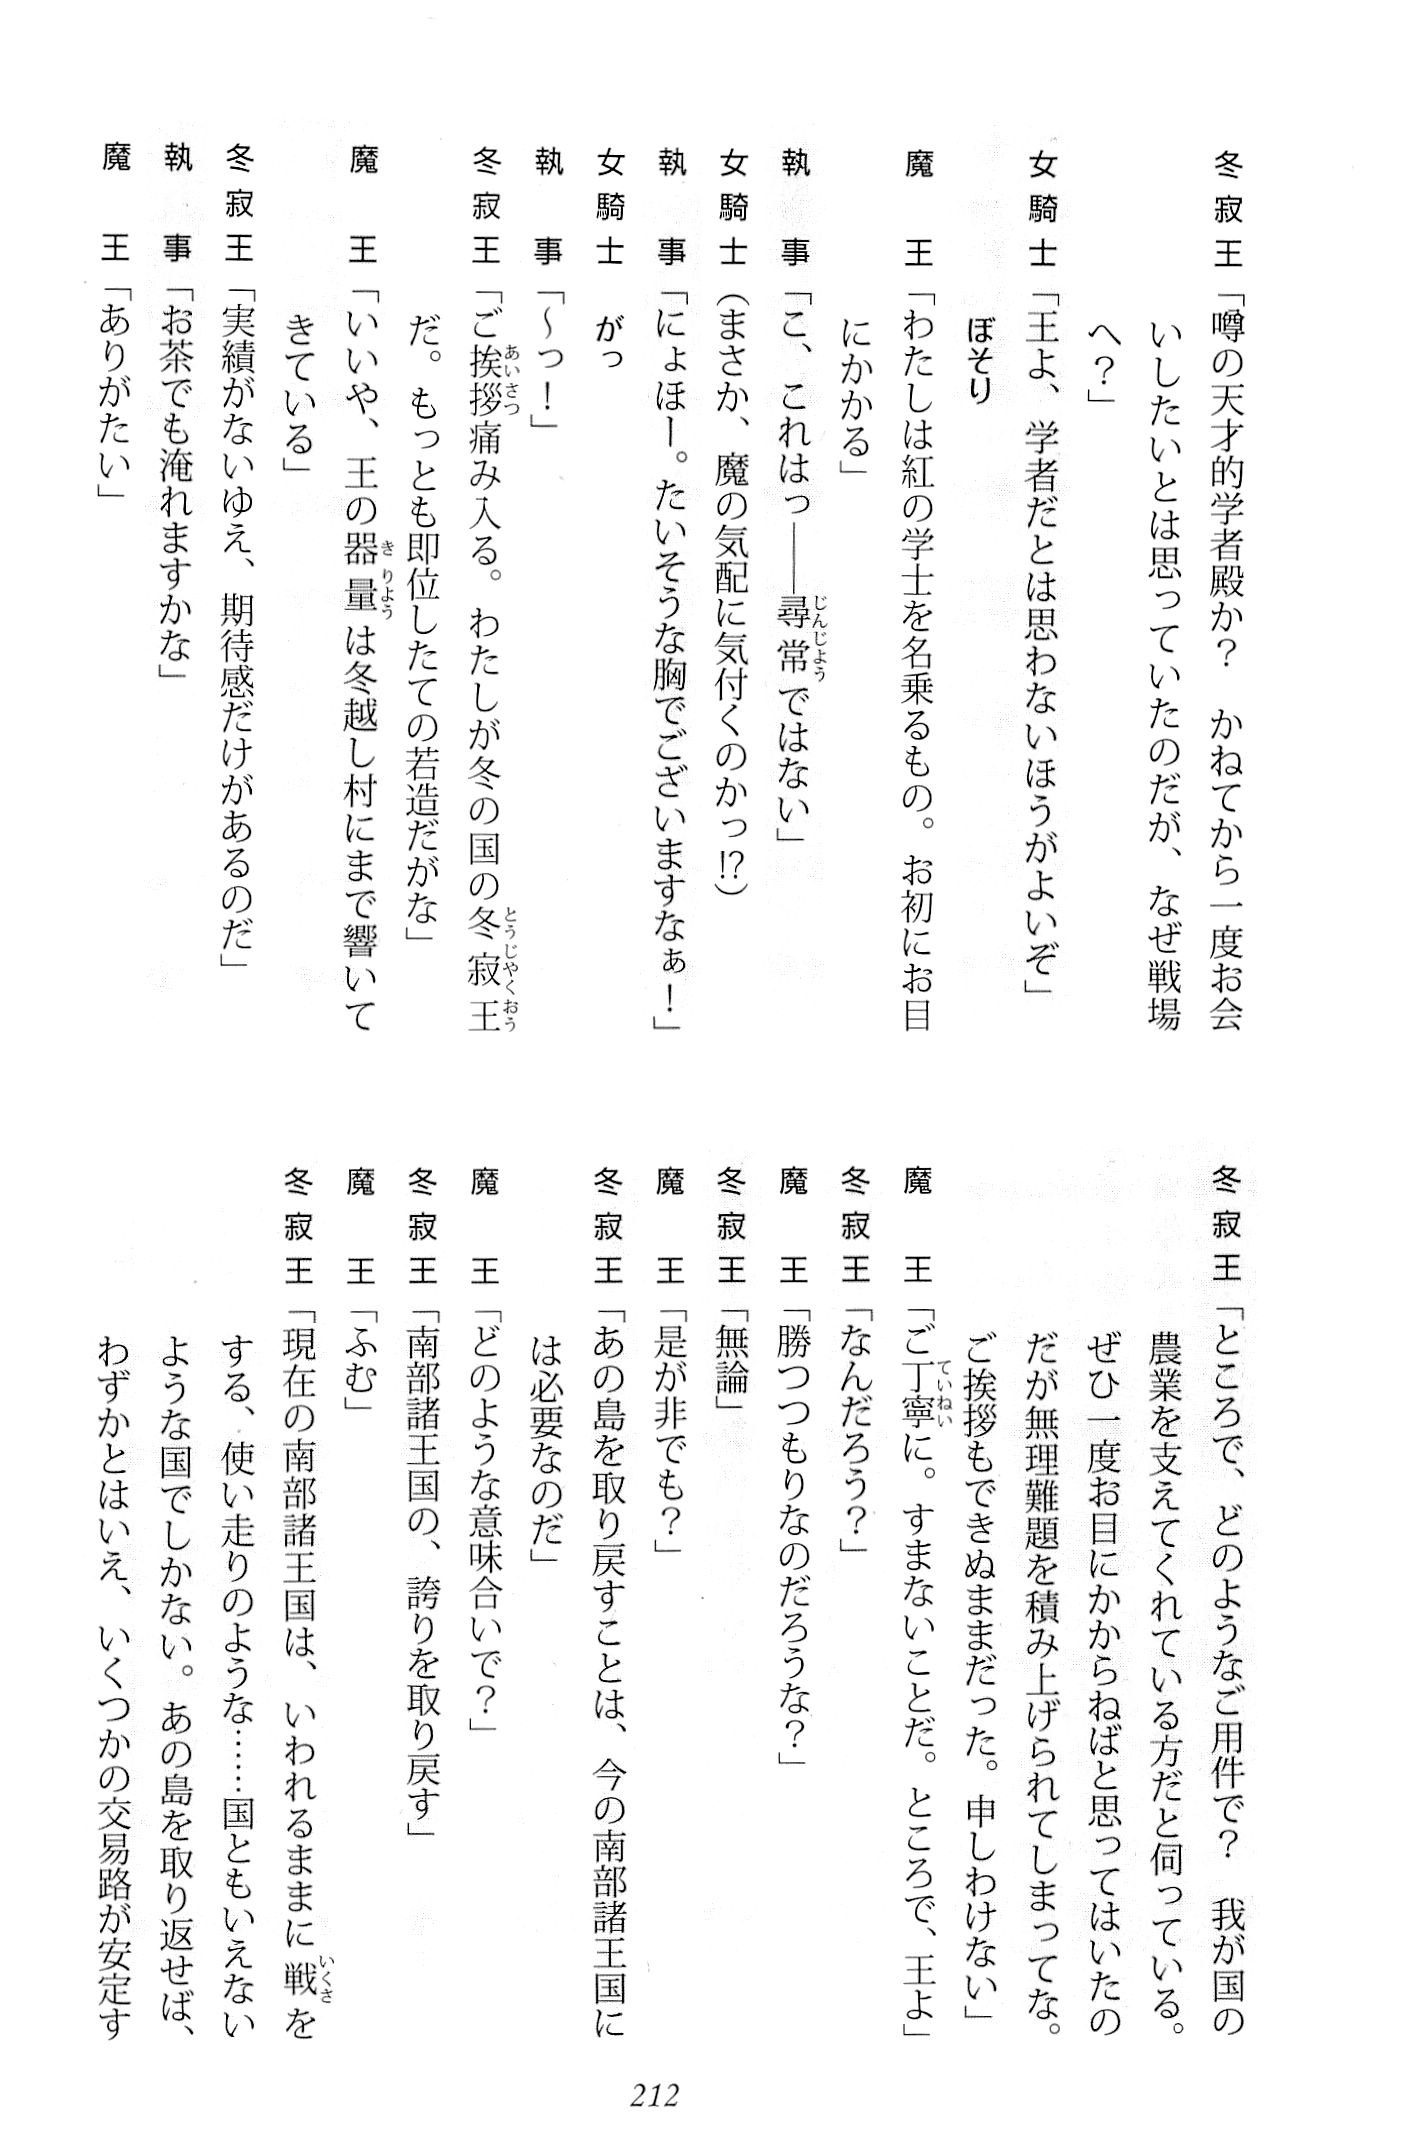 冬寂王「噂の天才的学者殿か？　かねてから一度お会
いしたいとは思っていたのだが、なぜ戦場
へ？」
女騎士「王よ、学者だとは思わないほうがよいぞ」
ぼそり
魔　王「わたしは紅の学士を名乗るもの。お初にお目
にかかる」
執　事「こ、これはっ――尋常ではない」
女騎士（まさか、魔の気配に気付くのかっ!?）
執　事「にょほー。たいそうな胸でございますなぁ！」
女騎士　がっ
執　事「～っ！」
冬寂王「ご挨拶痛み入る。わたしが冬の国の冬寂王
だ。もっとも即位したての若造だがな」
魔　王「いいや、王の器量は冬越し村にまで響いて
きている」
冬寂王「実績がないゆえ、期待感だけがあるのだ」
執　事「お茶でも淹れますかな」
魔　王「ありがたい」
冬寂王「ところで、どのようなご用件で？　我が国の
農業を支えてくれている方だと伺っている。
ぜひ一度お目にかからねばと思ってはいたの
だが無理難題を積み上げられてしまってな。
ご挨拶もできぬままだった。申しわけない」
魔　王「ご丁寧に。すまないことだ。ところで、王よ」
冬寂王「なんだろう？」
魔　王「勝つつもりなのだろうな？」
冬寂王「無論」
魔　王「是が非でも？」
冬寂王「あの島を取り戻すことは、今の南部諸王国に
は必要なのだ」
魔　王「どのような意味合いで？」
冬寂王「南部諸王国の、誇りを取り戻す」
魔　王「ふむ」
冬寂王「現在の南部諸王国は、いわれるままに戦を
する、使い走りのような……国ともいえない
ような国でしかない。あの島を取り返せば、
わずかとはいえ、いくつかの交易路が安定す
212